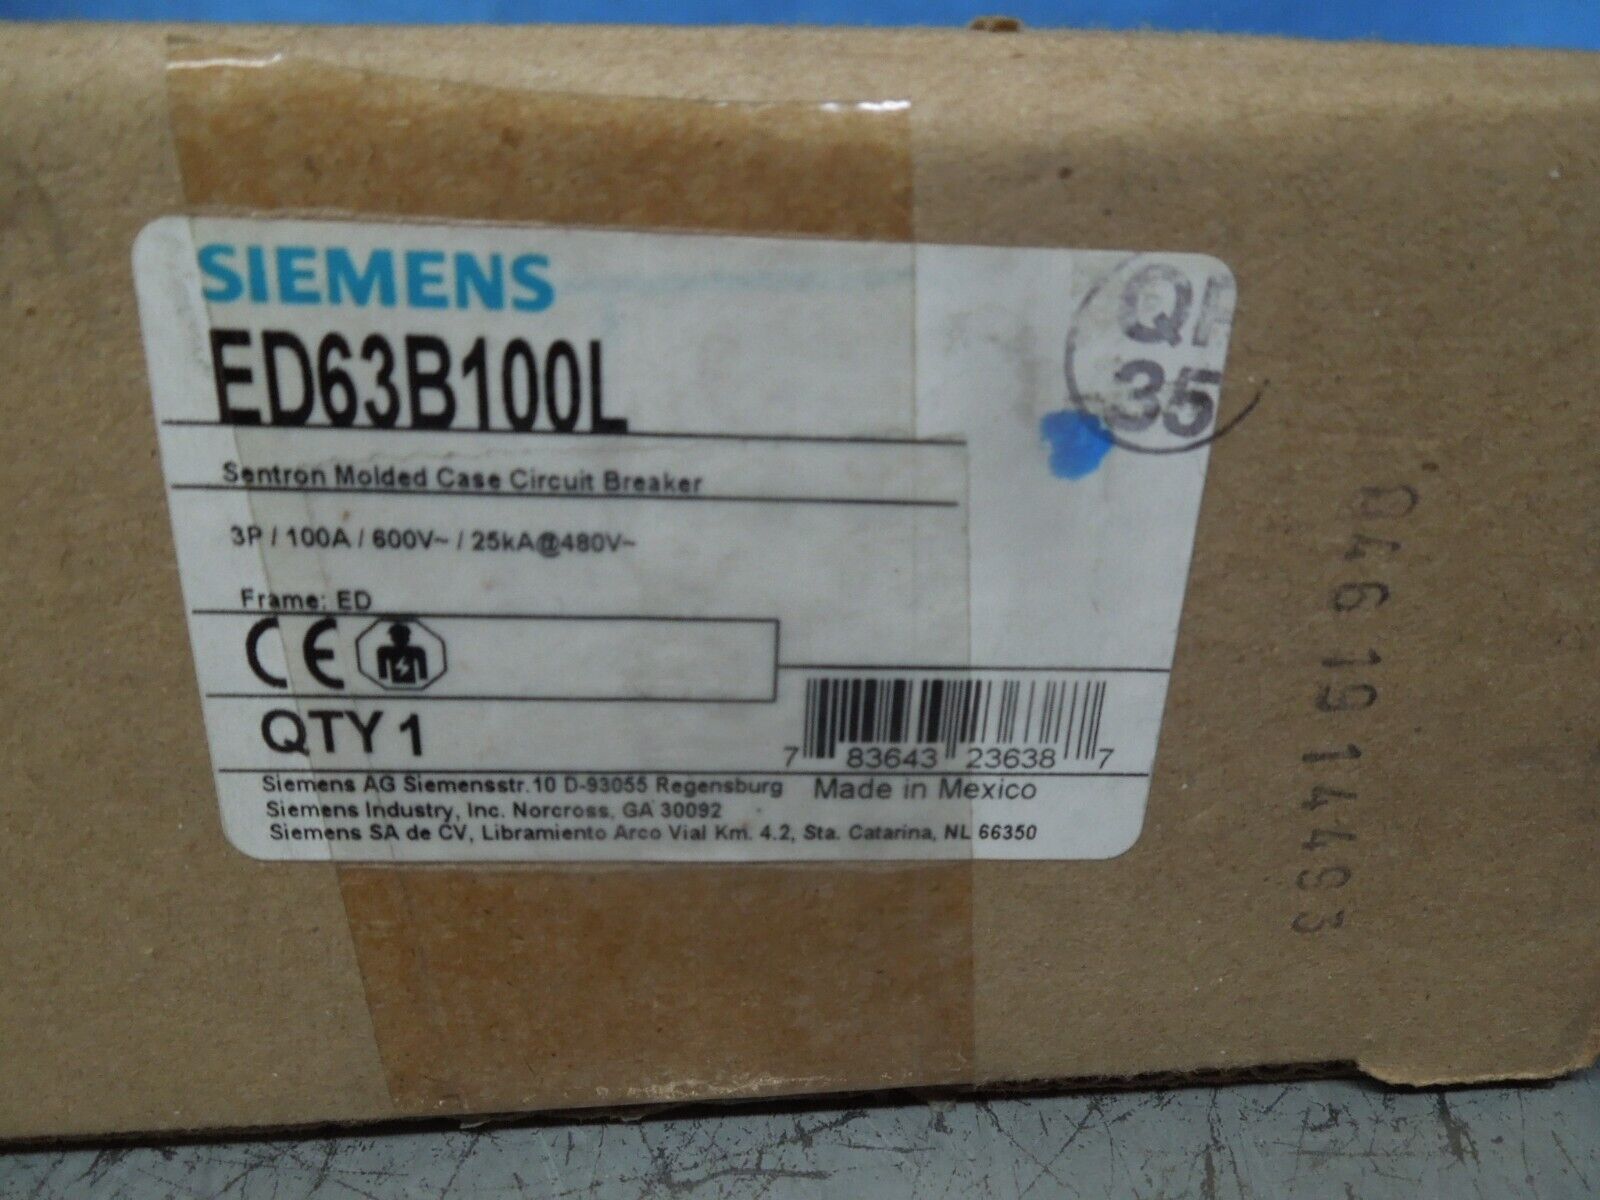 SIEMENS
ED63B100L
Sentron Molded Case Circuit Breaker
3P / 100A / 600V~ / 25kA@480V~
Frame: ED
CE
QTY 1
7 83643 23638 7
Siemens AG Siemensstr.10 D-93055 Regensburg
Made in Mexico
Siemens Industry, Inc. Norcross, GA 30092
Siemens SA de CV, Libramiento Arco Vial Km. 4.2, Sta. Catarina, NL 66350
35